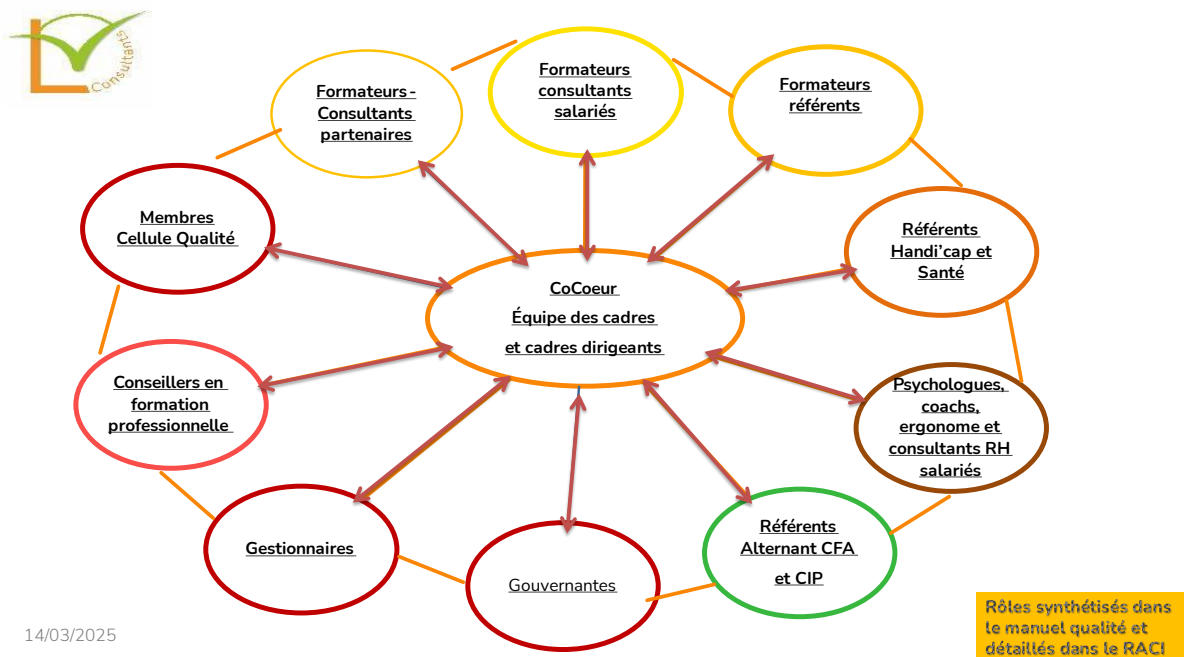 Consultants
Formateurs -
Consultants
partenaires
Formateurs
consultants
salariés
Formateurs
référents
Membres
Cellule Qualité
Référents
Handi’cap et
Santé
CoCoeur
Équipe des cadres
et cadres dirigeants
Conseillers en
formation
professionnelle
Psychologues,
coachs,
ergonome et
consultants RH
salariés
Gestionnaires
Gouvernantes
Référents
Alternant CFA
et CIP
14/03/2025
Rôles synthétisés dans
le manuel qualité et
détaillés dans le RACI